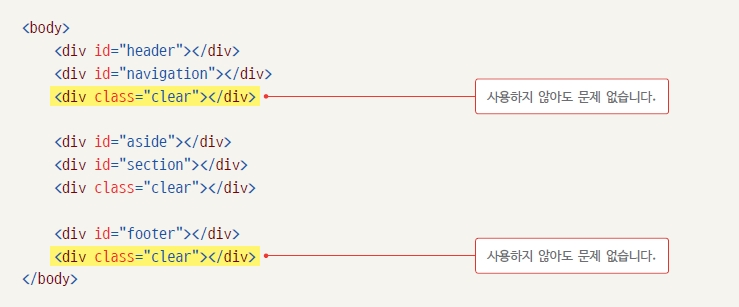 <body>
<div id="header"></div>
<div id="navigation"></div>
<div class="clear"></div>
사용하지 않아도 문제 없습니다.
<div id="aside"></div>
<div id="section"></div>
<div class="clear"></div>
<div id="footer"></div>
<div class="clear"></div>
사용하지 않아도 문제 없습니다.
</body>